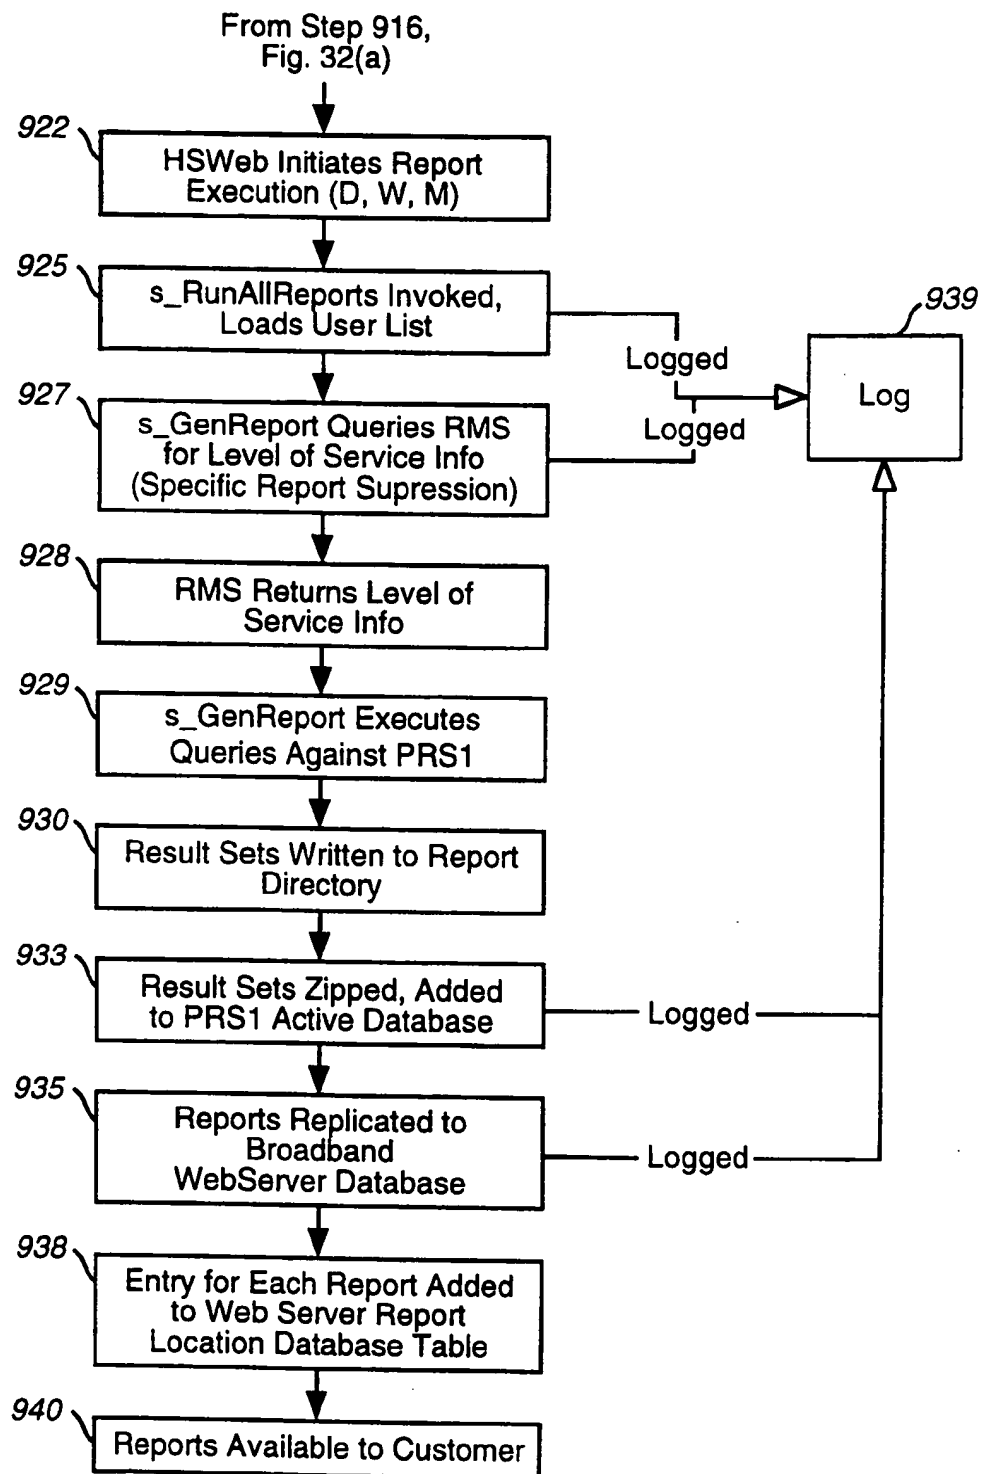 From Step 916,
Fig. 32(a)
922
HSWeb Initiates Report
Execution (D, W, M)
925
s_RunAllReports Invoked,
Loads User List
Logged
939
Log
927
s_GenReport Queries RMS
for Level of Service Info
(Specific Report Supression)
Logged
928
RMS Returns Level of
Service Info
929
s_GenReport Executes
Queries Against PRS1
930
Result Sets Written to Report
Directory
933
Result Sets Zipped, Added
to PRS1 Active Database
Logged
935
Reports Replicated to
Broadband
WebServer Database
Logged
938
Entry for Each Report Added
to Web Server Report
Location Database Table
940
Reports Available to Customer